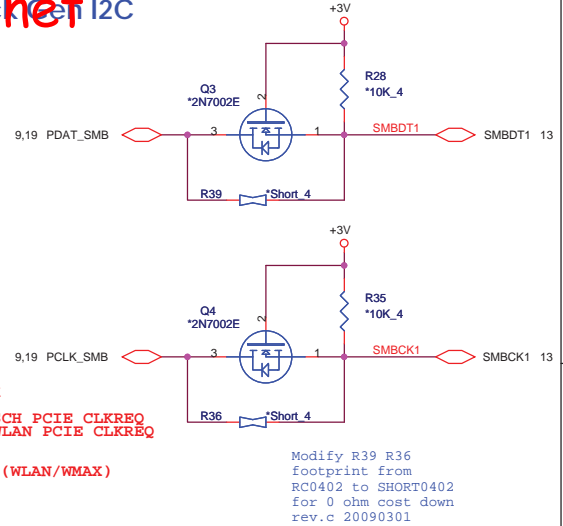 net
Gen I2C
+3V
Q3
*2N7002E
2
R28
*10K_4
9,19 PDAT_SMB
3
1
SMBDT1
SMBDT1 13
R39
*Short_4
+3V
Q4
*2N7002E
2
R35
*10K_4
9,19 PCLK_SMB
3
1
SMBCK1
SMBCK1 13
R36
*Short_4
CH PCIE CLKREQ
LAN PCIE CLKREQ
(WLAN/WMAX)
Modify R39 R36
footprint from
RC0402 to SHORT0402
for 0 ohm cost down
rev.c 20090301